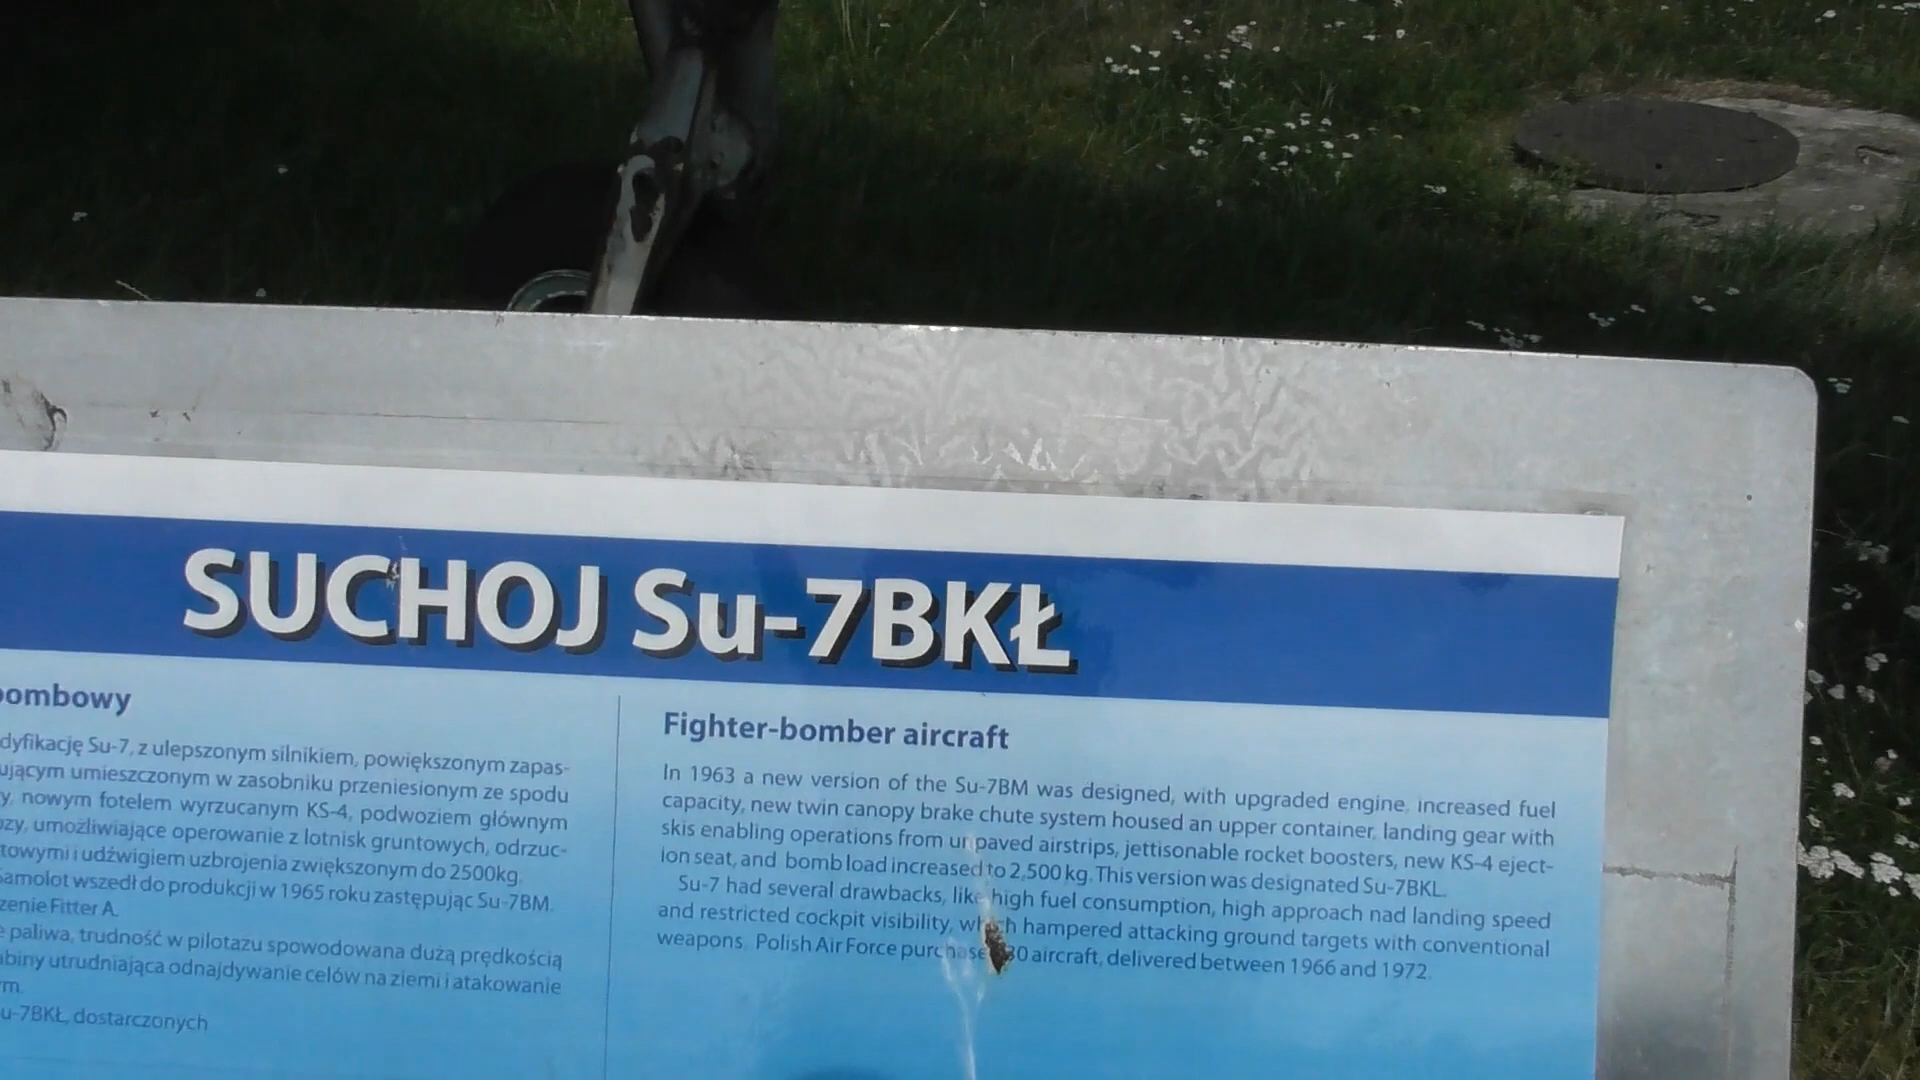 SUCHOJ Su-7BKŁ
bombowy
dyfikację Su-7, z ulepszonym silnikiem, powiększonym zapas-
ującym umieszczonym w zasobniku przeniesionym ze spodu
y, nowym fotelem wyrzucanym KS-4, podwoziem głównym
ozy, umożliwiające operowanie z lotnisk gruntowych, odrzuc-
towymi i udźwigiem uzbrojenia zwiększonym do 2500kg.
Samolot wszedł do produkcji w 1965 roku zastępując Su-7BM.
zenie Fitter A.
e paliwa, trudność w pilotażu spowodowana dużą prędkością
abiny utrudniająca odnajdywanie celów na ziemi i atakowanie
m.
u-7BKŁ, dostarczonych
Fighter-bomber aircraft
In 1963 a new version of the Su-7BM was designed, with upgraded engine, increased fuel
capacity, new twin canopy brake chute system housed an upper container, landing gear with
skis enabling operations from unpaved airstrips, jettisonable rocket boosters, new KS-4 eject-
ion seat, and bomb load increased to 2,500 kg. This version was designated Su-7BKL.
Su-7 had several drawbacks, like high fuel consumption, high approach nad landing speed
and restricted cockpit visibility, which hampered attacking ground targets with conventional
weapons. Polish Air Force purchase 30 aircraft, delivered between 1966 and 1972.